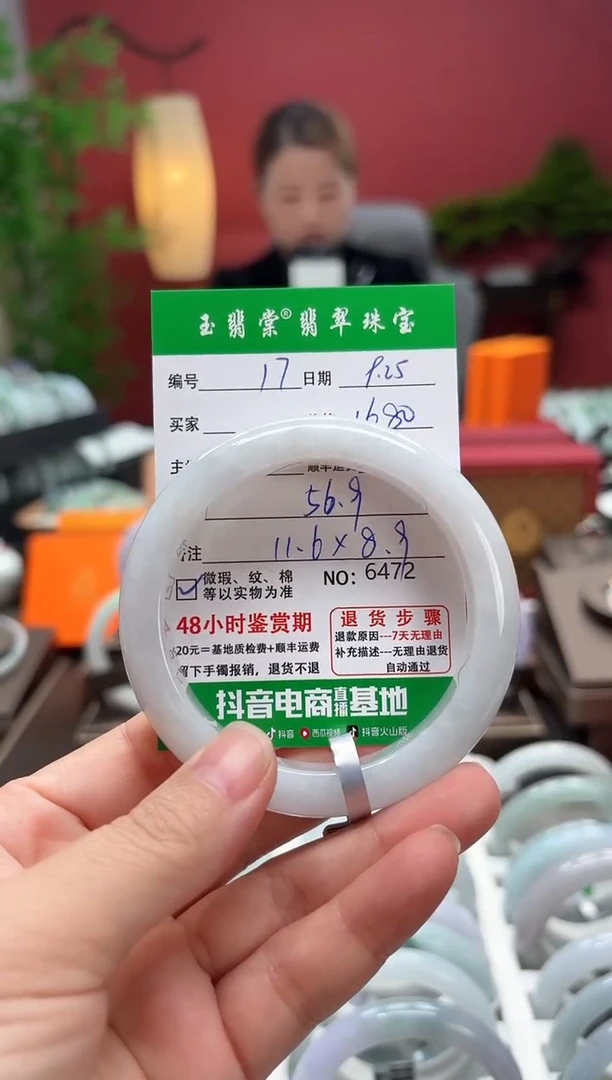 玉翡棠®翡翠珠宝
编号 17 日期 9.25
买家 1680
56.9
注 11.6×8.9
微瑕、纹、棉 NO: 6472
等以实物为准
48小时鉴赏期
20元=基地质检费+顺丰运费
留下手镯报销,退货不退
退货步骤
退款原因---7天无理由
补充描述---无理由退货
自动通过
抖音电商直播基地
抖音 西瓜视频 抖音火山版